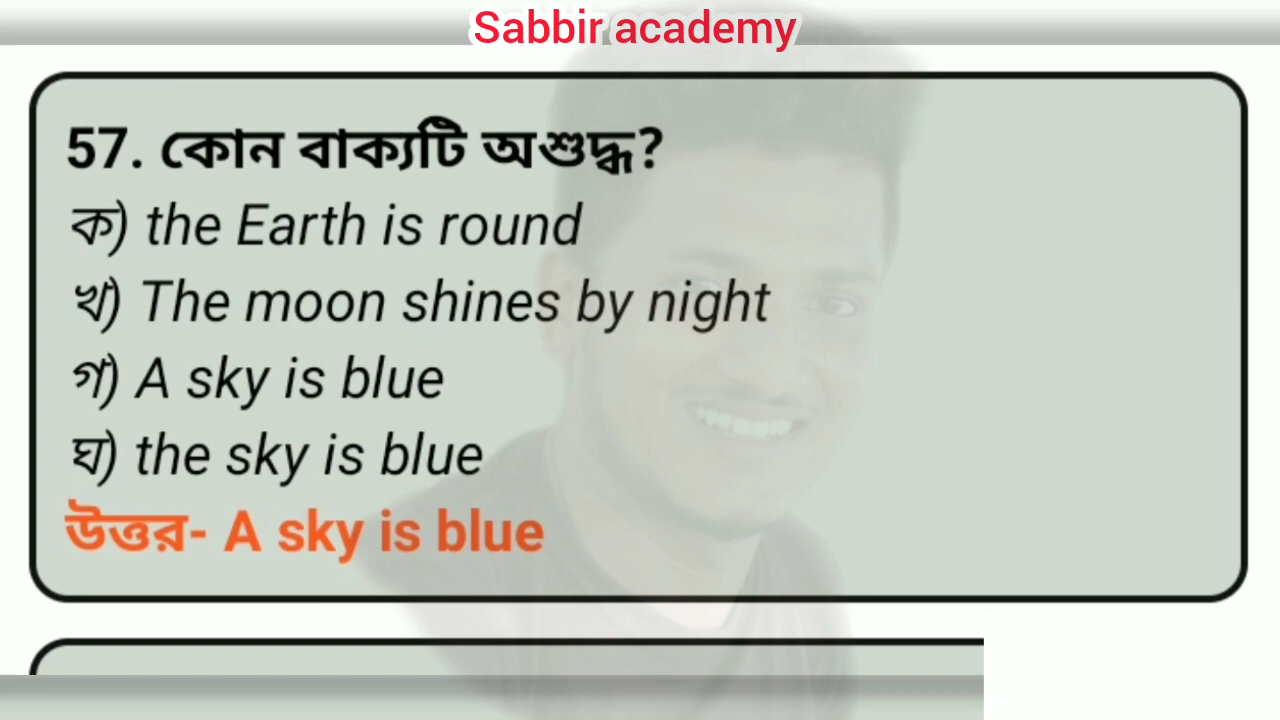 Sabbir academy
57. কোন বাক্যটি অশুদ্ধ?
ক) the Earth is round
খ) The moon shines by night
গ) A sky is blue
ঘ) the sky is blue
উত্তর- A sky is blue